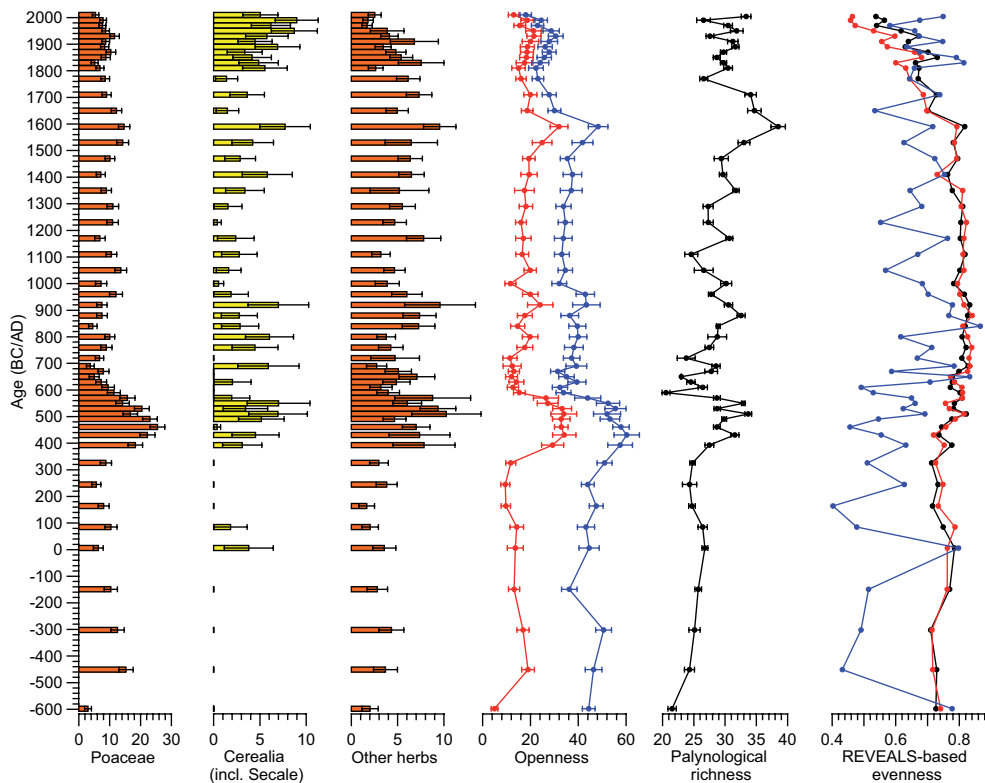 Age (BC/AD)
2000
1900
1800
1700
1600
1500
1400
1300
1200
1100
1000
900
800
700
600
500
400
300
200
100
0
-100
-200
-300
-400
-500
-600
0 10 20 30
0 5 10
0 5 10
0 20 40 60
20 25 30 35 40
0.4 0.6 0.8
Poaceae
Cerealia
(incl. Secale)
Other herbs
Openness
Palynological
richness
REVEALS-based
evenness